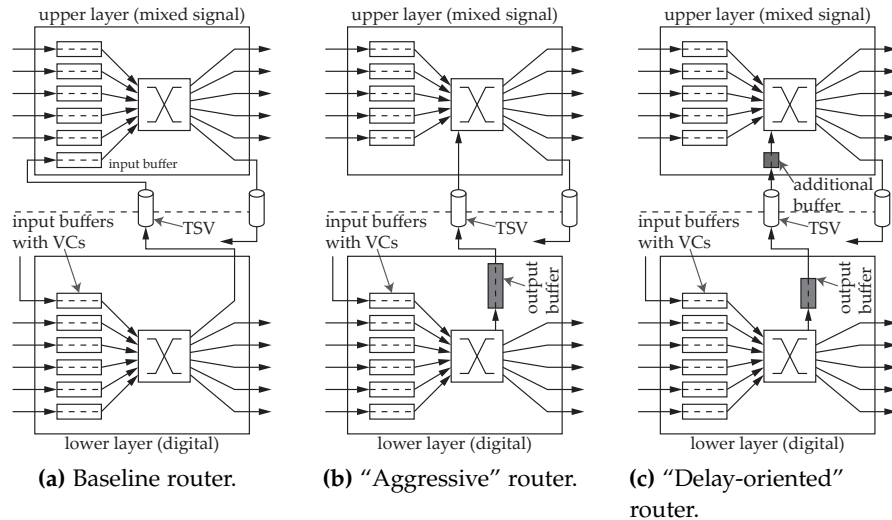 upper layer (mixed signal)
input buffer
input buffers
with VCs
TSV
lower layer (digital)
(a) Baseline router.
upper layer (mixed signal)
input buffers
with VCs
TSV
output
buffer
lower layer (digital)
(b) “Aggressive” router.
upper layer (mixed signal)
additional
buffer
input buffers
with VCs
TSV
output
buffer
lower layer (digital)
(c) “Delay-oriented”
router.